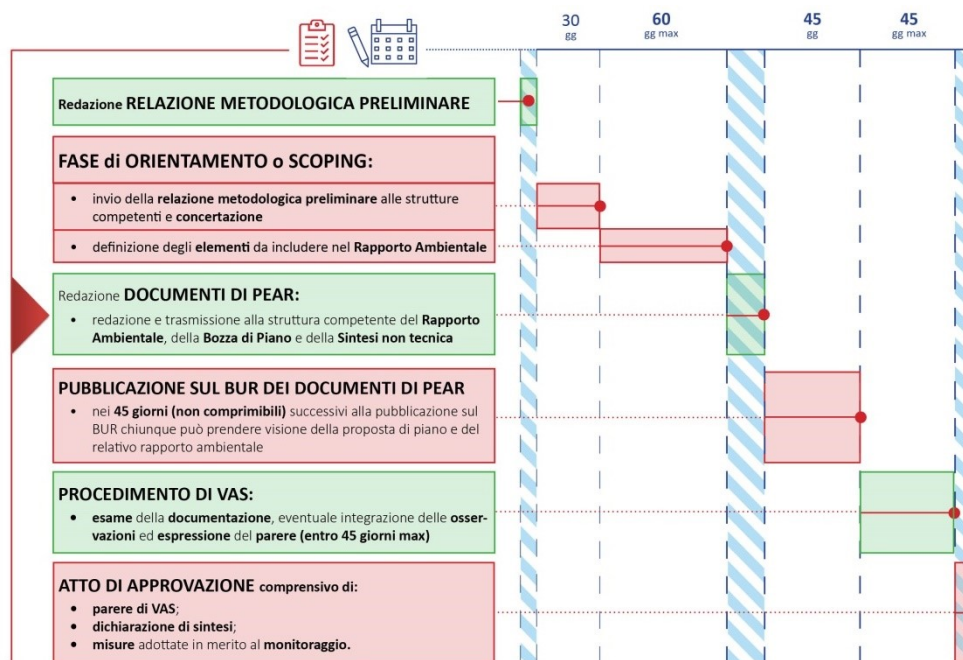 30 60 45 45
gg gg max gg gg max
Redazione RELAZIONE METODOLOGICA PRELIMINARE
FASE di ORIENTAMENTO o SCOPING:
• invio della relazione metodologica preliminare alle strutture
competenti e concertazione
• definizione degli elementi da includere nel Rapporto Ambientale
Redazione DOCUMENTI DI PEAR:
• redazione e trasmissione alla struttura competente del Rapporto
Ambientale, della Bozza di Piano e della Sintesi non tecnica
PUBBLICAZIONE SUL BUR DEI DOCUMENTI DI PEAR
• nei 45 giorni (non comprimibili) successivi alla pubblicazione sul
BUR chiunque può prendere visione della proposta di piano e del
relativo rapporto ambientale
PROCEDIMENTO DI VAS:
• esame della documentazione, eventuale integrazione delle osser-
vazioni ed espressione del parere (entro 45 giorni max)
ATTO DI APPROVAZIONE comprensivo di:
• parere di VAS;
• dichiarazione di sintesi;
• misure adottate in merito al monitoraggio.